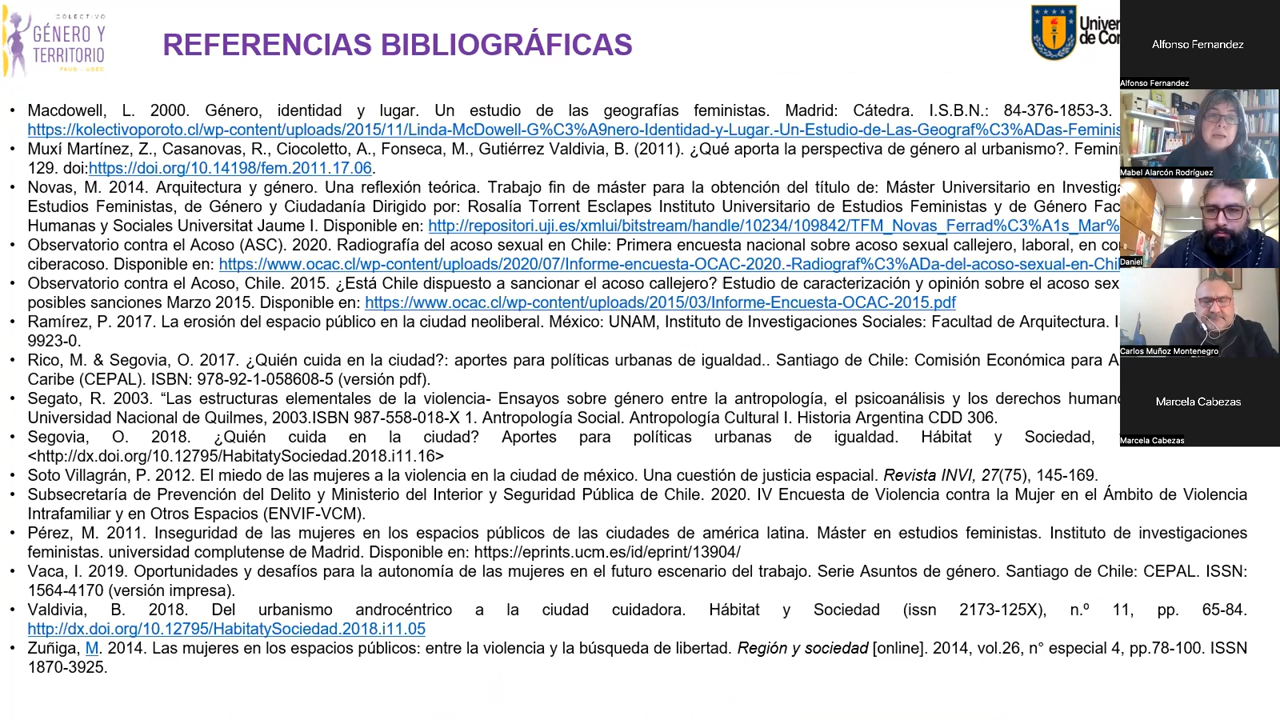 COLECTIVO
GÉNERO Y
TERRITORIO
FAUG - UDEC
REFERENCIAS BIBLIOGRÁFICAS
Univer
de Con
• Macdowell, L. 2000. Género, identidad y lugar. Un estudio de las geografías feministas. Madrid: Cátedra. I.S.B.N.: 84-376-1853-3.
https://kolectivoporoto.cl/wp-content/uploads/2015/11/Linda-McDowell-G%C3%A9nero-Identidad-y-Lugar.-Un-Estudio-de-Las-Geograf%C3%ADas-Feminis
• Muxí Martínez, Z., Casanovas, R., Ciocoletto, A., Fonseca, M., Gutiérrez Valdivia, B. (2011). ¿Qué aporta la perspectiva de género al urbanismo?. Femini
129. doi:https://doi.org/10.14198/fem.2011.17.06.
• Novas, M. 2014. Arquitectura y género. Una reflexión teórica. Trabajo fin de máster para la obtención del título de: Máster Universitario en Investiga
Estudios Feministas, de Género y Ciudadanía Dirigido por: Rosalía Torrent Esclapes Instituto Universitario de Estudios Feministas y de Género Fac
Humanas y Sociales Universitat Jaume I. Disponible en: http://repositori.uji.es/xmlui/bitstream/handle/10234/109842/TFM_Novas_Ferrad%C3%A1s_Mar%
• Observatorio contra el Acoso (ASC). 2020. Radiografía del acoso sexual en Chile: Primera encuesta nacional sobre acoso sexual callejero, laboral, en co
ciberacoso. Disponible en: https://www.ocac.cl/wp-content/uploads/2020/07/Informe-encuesta-OCAC-2020.-Radiograf%C3%ADa-del-acoso-sexual-en-Chil
• Observatorio contra el Acoso, Chile. 2015. ¿Está Chile dispuesto a sancionar el acoso callejero? Estudio de caracterización y opinión sobre el acoso sex
posibles sanciones Marzo 2015. Disponible en: https://www.ocac.cl/wp-content/uploads/2015/03/Informe-Encuesta-OCAC-2015.pdf
• Ramírez, P. 2017. La erosión del espacio público en la ciudad neoliberal. México: UNAM, Instituto de Investigaciones Sociales: Facultad de Arquitectura. I
9923-0.
• Rico, M. & Segovia, O. 2017. ¿Quién cuida en la ciudad?: aportes para políticas urbanas de igualdad.. Santiago de Chile: Comisión Económica para A
Caribe (CEPAL). ISBN: 978-92-1-058608-5 (versión pdf).
• Segato, R. 2003. “Las estructuras elementales de la violencia- Ensayos sobre género entre la antropología, el psicoanálisis y los derechos human
Universidad Nacional de Quilmes, 2003.ISBN 987-558-018-X 1. Antropología Social. Antropología Cultural I. Historia Argentina CDD 306.
• Segovia, O. 2018. ¿Quién cuida en la ciudad? Aportes para políticas urbanas de igualdad. Hábitat y Sociedad,
<http://dx.doi.org/10.12795/HabitatySociedad.2018.i11.16>
• Soto Villagrán, P. 2012. El miedo de las mujeres a la violencia en la ciudad de méxico. Una cuestión de justicia espacial. Revista INVI, 27(75), 145-169.
• Subsecretaría de Prevención del Delito y Ministerio del Interior y Seguridad Pública de Chile. 2020. IV Encuesta de Violencia contra la Mujer en el Ámbito de Violencia
Intrafamiliar y en Otros Espacios (ENVIF-VCM).
• Pérez, M. 2011. Inseguridad de las mujeres en los espacios públicos de las ciudades de américa latina. Máster en estudios feministas. Instituto de investigaciones
feministas. universidad complutense de Madrid. Disponible en: https://eprints.ucm.es/id/eprint/13904/
• Vaca, I. 2019. Oportunidades y desafíos para la autonomía de las mujeres en el futuro escenario del trabajo. Serie Asuntos de género. Santiago de Chile: CEPAL. ISSN:
1564-4170 (versión impresa).
• Valdivia, B. 2018. Del urbanismo androcéntrico a la ciudad cuidadora. Hábitat y Sociedad (issn 2173-125X), n.º 11, pp. 65-84.
http://dx.doi.org/10.12795/HabitatySociedad.2018.i11.05
• Zuñiga, M. 2014. Las mujeres en los espacios públicos: entre la violencia y la búsqueda de libertad. Región y sociedad [online]. 2014, vol.26, n° especial 4, pp.78-100. ISSN
1870-3925.
Alfonso Fernandez
Alfonso Fernandez
Mabel Alarcón Rodríguez
Daniel
Carlos Muñoz Montenegro
Marcela Cabezas
Marcela Cabezas